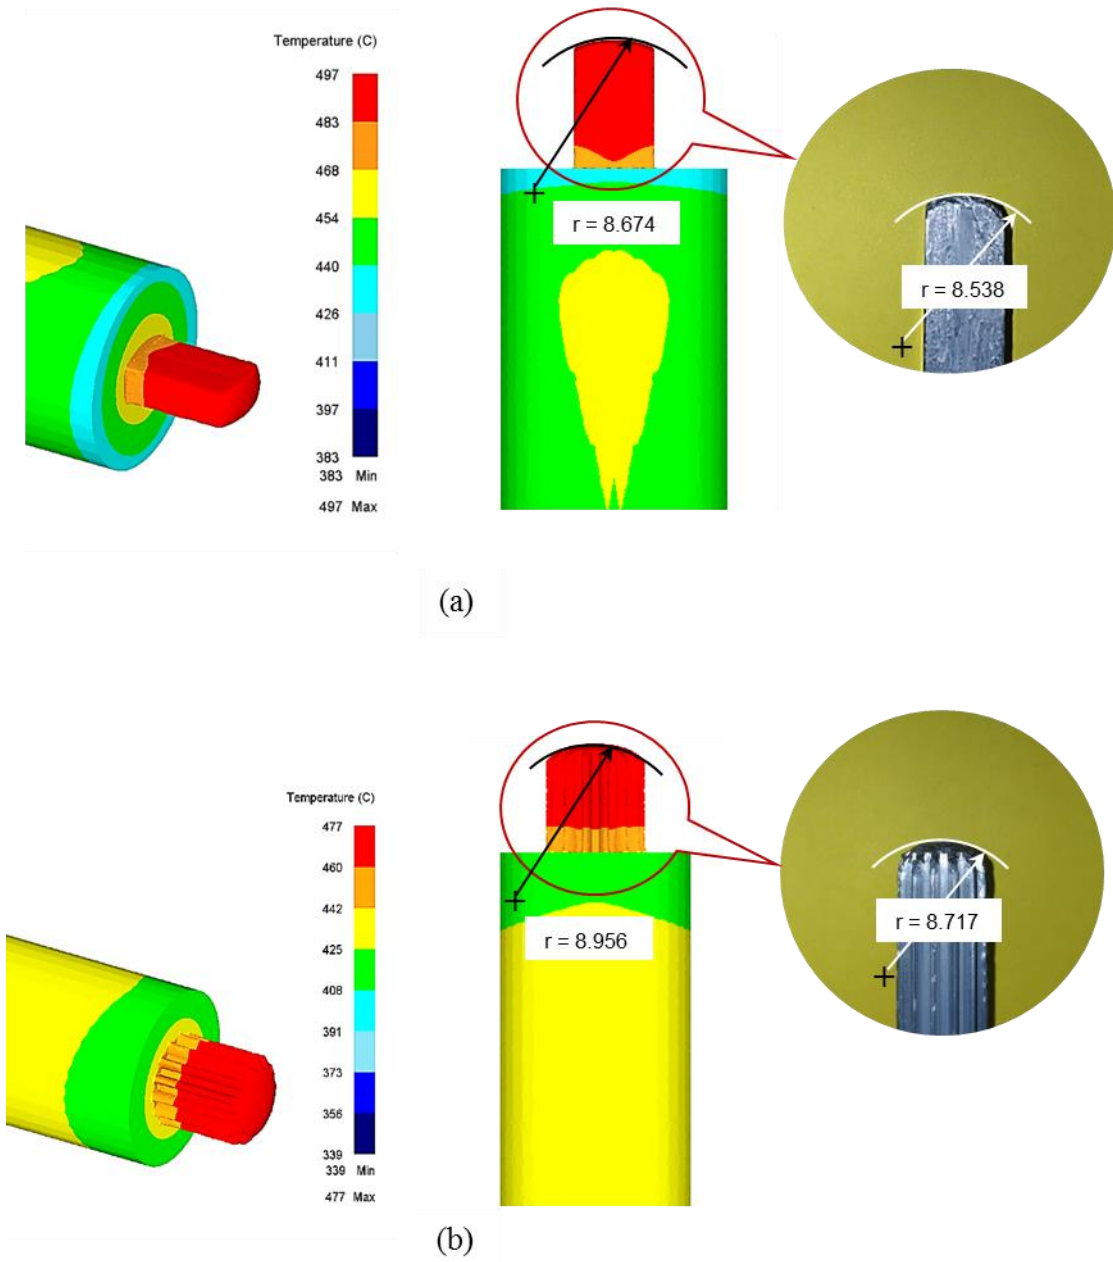 Temperature (C)
497
483
468
454
440
426
411
397
383
383 Min
497 Max
r = 8.674
r = 8.538
(a)
Temperature (C)
477
460
442
425
408
391
373
356
339
339 Min
477 Max
r = 8.956
r = 8.717
(b)